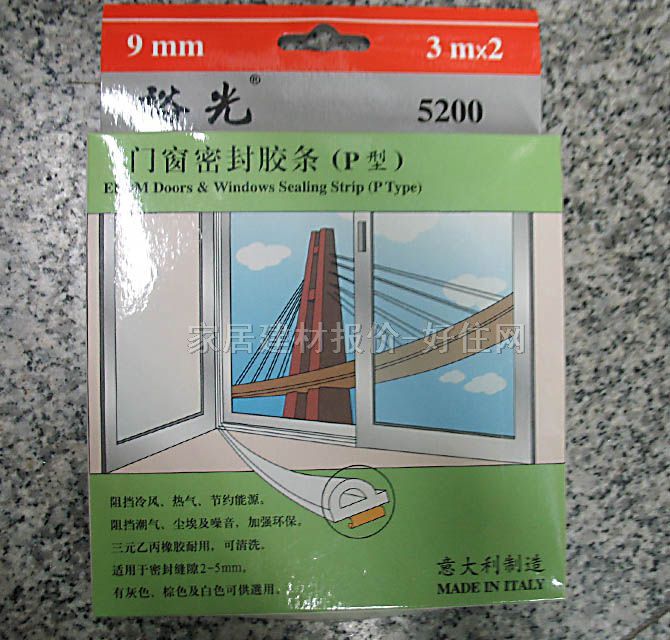 9 mm
3 m×2
裕光®
5200
门窗密封胶条(P型)
Doors & Windows Sealing Strip (P Type)
家居建材报价-好住网
阻挡冷风、热气、节约能源。
阻挡潮气、尘埃及噪音,加强环保。
三元乙丙橡胶耐用,可清洗。
适用于密封缝隙2-5mm。
有灰色、棕色及白色可供選用。
意大利制造
MADE IN ITALY